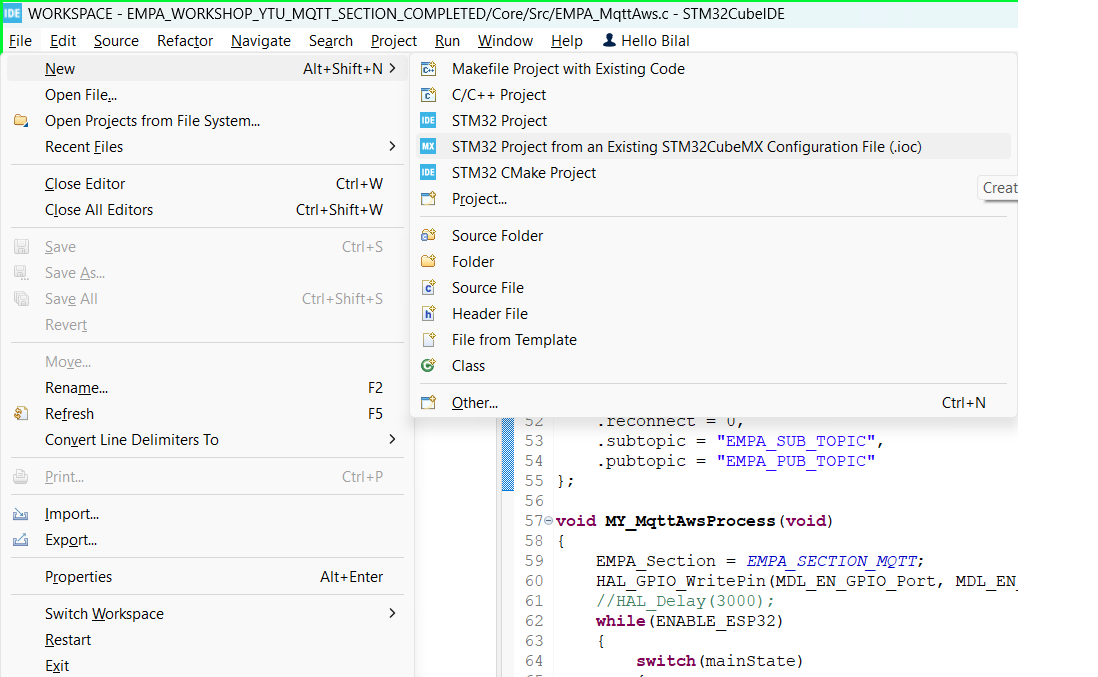 IDE WORKSPACE - EMPA_WORKSHOP_YTU_MQTT_SECTION_COMPLETED/Core/Src/EMPA_MqttAws.c - STM32CubeIDE
File Edit Source Refactor Navigate Search Project Run Window Help Hello Bilal
New Alt+Shift+N >
Open File...
Open Projects from File System...
Recent Files >
Close Editor Ctrl+W
Close All Editors Ctrl+Shift+W
Save Ctrl+S
Save As...
Save All Ctrl+Shift+S
Revert
Move...
Rename... F2
Refresh F5
Convert Line Delimiters To >
Print... Ctrl+P
Import...
Export...
Properties Alt+Enter
Switch Workspace >
Restart
Exit
Makefile Project with Existing Code
C/C++ Project
IDE STM32 Project
MX STM32 Project from an Existing STM32CubeMX Configuration File (.ioc)
IDE STM32 CMake Project
Creat
Project...
Source Folder
Folder
Source File
Header File
File from Template
Class
Other... Ctrl+N
52 .reconnect = 0,
53 .subtopic = "EMPA_SUB_TOPIC",
54 .pubtopic = "EMPA_PUB_TOPIC"
55 };
56
57 void MY_MqttAwsProcess(void)
58 {
59 EMPA_Section = EMPA_SECTION_MQTT;
60 HAL_GPIO_WritePin(MDL_EN_GPIO_Port, MDL_EN_
61 //HAL_Delay(3000);
62 while(ENABLE_ESP32)
63 {
64 switch(mainState)